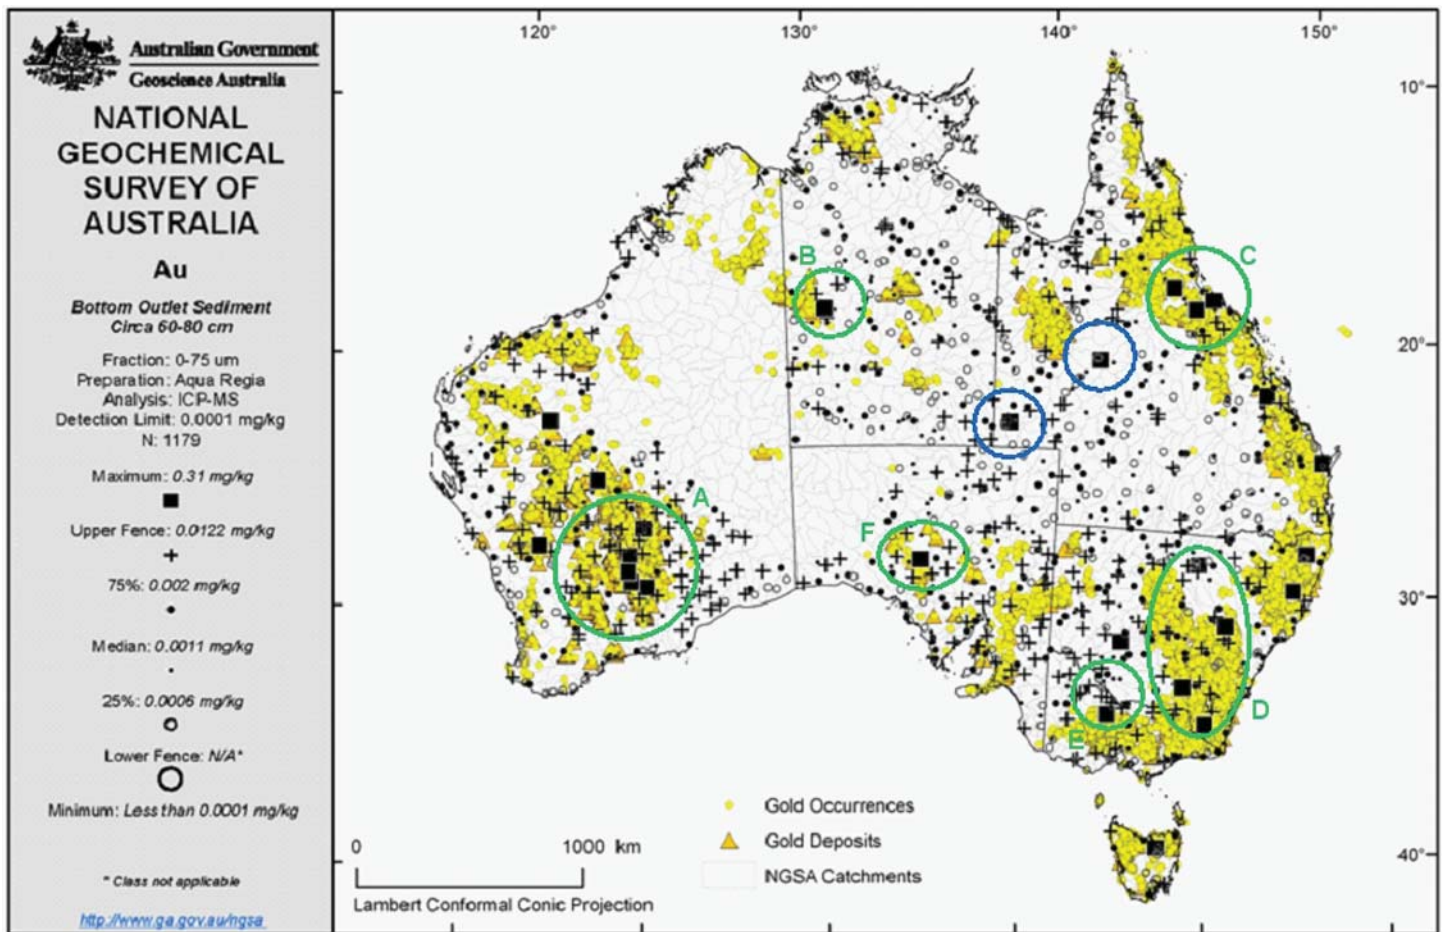 Australian Government
Geoscience Australia
NATIONAL
GEOCHEMICAL
SURVEY OF
AUSTRALIA
Au
Bottom Outlet Sediment
Circa 60-80 cm
Fraction: 0-75 um
Preparation: Aqua Regia
Analysis: ICP-MS
Detection Limit: 0.0001 mg/kg
N: 1179
Maximum: 0.31 mg/kg
Upper Fence: 0.0122 mg/kg
75%: 0.002 mg/kg
Median: 0.0011 mg/kg
25%: 0.0006 mg/kg
Lower Fence: N/A*
Minimum: Less than 0.0001 mg/kg
* Class not applicable
http://www.ga.gov.au/ngsa
120° 130° 140° 150°
10°
B C
20°
A
F
30°
D
E
40°
Gold Occurrences
Gold Deposits
NGSA Catchments
0 1000 km
Lambert Conformal Conic Projection